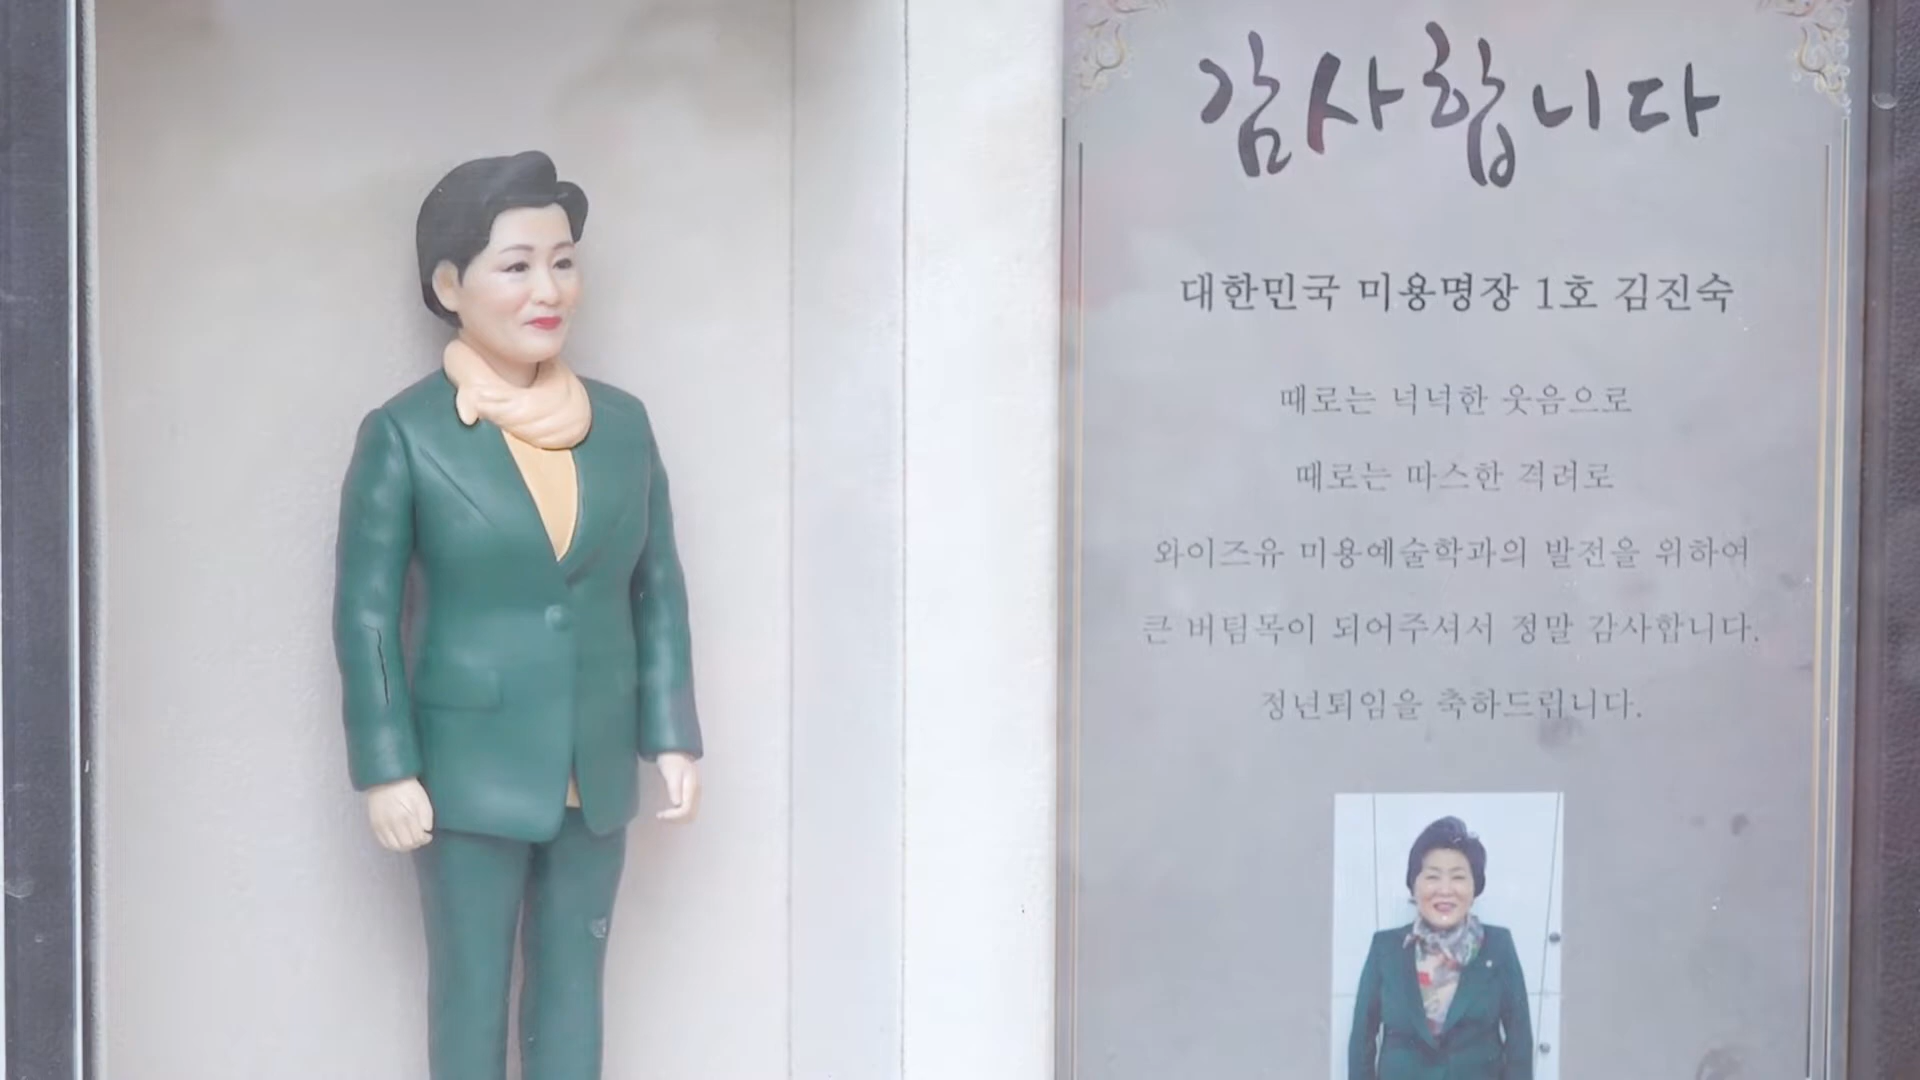 감사합니다
대한민국 미용명장 1호 김진숙
때로는 넉넉한 웃음으로
때로는 따스한 격려로
와이즈유 미용예술학과의 발전을 위하여
큰 버팀목이 되어주셔서 정말 감사합니다.
정년퇴임을 축하드립니다.